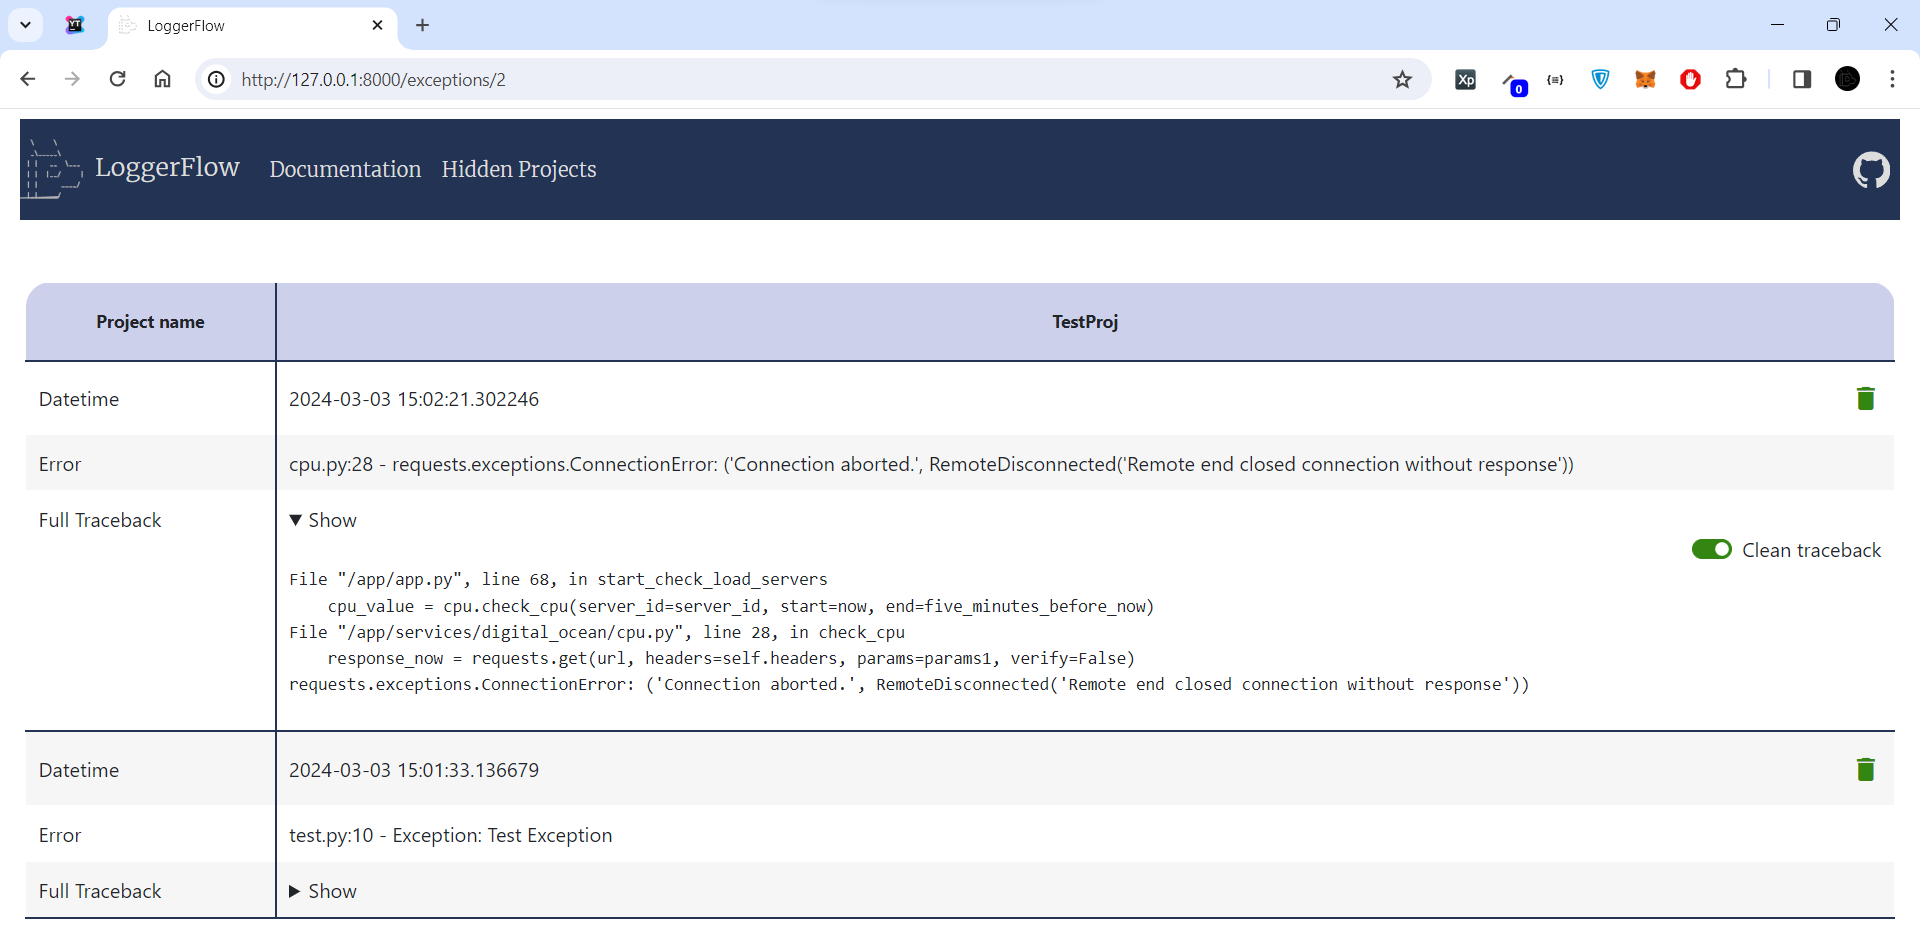 LoggerFlow
http://127.0.0.1:8000/exceptions/2
Xp
0
LoggerFlow Documentation Hidden Projects
Project name TestProj
Datetime 2024-03-03 15:02:21.302246
Error cpu.py:28 - requests.exceptions.ConnectionError: ('Connection aborted.', RemoteDisconnected('Remote end closed connection without response'))
Full Traceback ▼ Show
Clean traceback
File "/app/app.py", line 68, in start_check_load_servers
cpu_value = cpu.check_cpu(server_id=server_id, start=now, end=five_minutes_before_now)
File "/app/services/digital_ocean/cpu.py", line 28, in check_cpu
response_now = requests.get(url, headers=self.headers, params=params1, verify=False)
requests.exceptions.ConnectionError: ('Connection aborted.', RemoteDisconnected('Remote end closed connection without response'))
Datetime 2024-03-03 15:01:33.136679
Error test.py:10 - Exception: Test Exception
Full Traceback ▶ Show